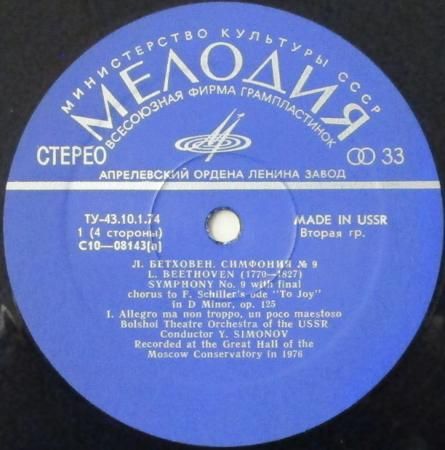 МИНИСТЕРСТВО КУЛЬТУРЫ СССР
МЕЛОДИЯ
ВСЕСОЮЗНАЯ ФИРМА ГРАМПЛАСТИНОК
СТЕРЕО 33
АПРЕЛЕВСКИЙ ОРДЕНА ЛЕНИНА ЗАВОД
ТУ-43.10.1.74 MADE IN USSR
1 (4 стороны) Вторая гр.
С10—08143[а]
Л. БЕТХОВЕН. СИМФОНИЯ № 9
L. BEETHOVEN (1770—1827)
SYMPHONY No. 9 with final
chorus to F. Schiller's ode "To Joy"
in D Minor, op. 125
I. Allegro ma non troppo, un poco maestoso
Bolshoi Theatre Orchestra of the USSR
Conductor Y. SIMONOV
Recorded at the Great Hall of the
Moscow Conservatory in 1976